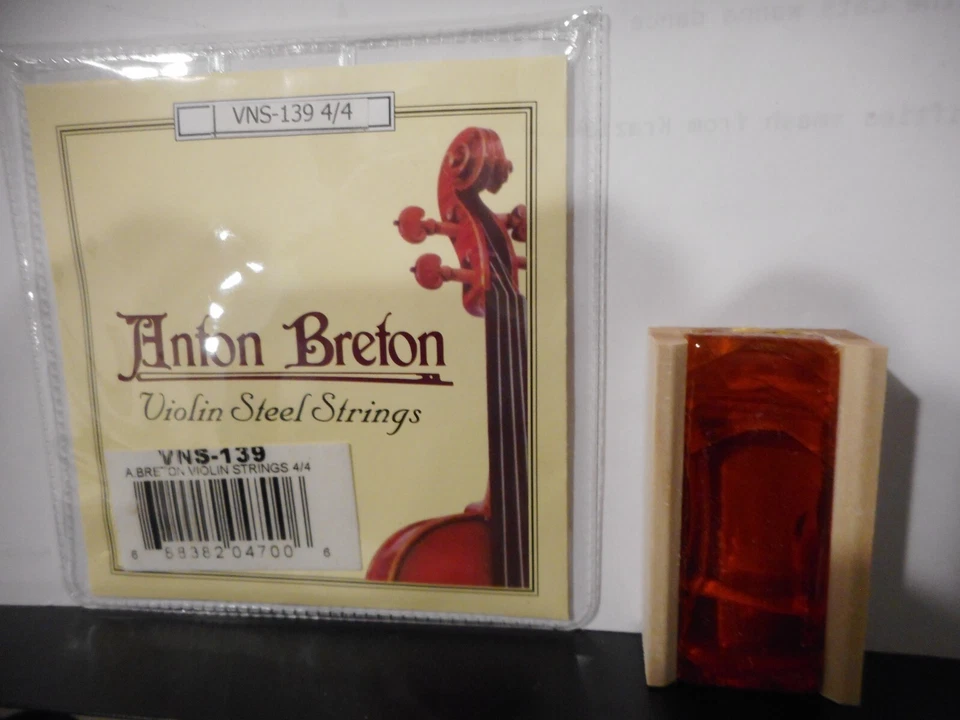 VNS-139 4/4
Anton Breton
Violin Steel Strings
VNS-139
A.BRETON VIOLIN STRINGS 4/4
6 58382 04700 6